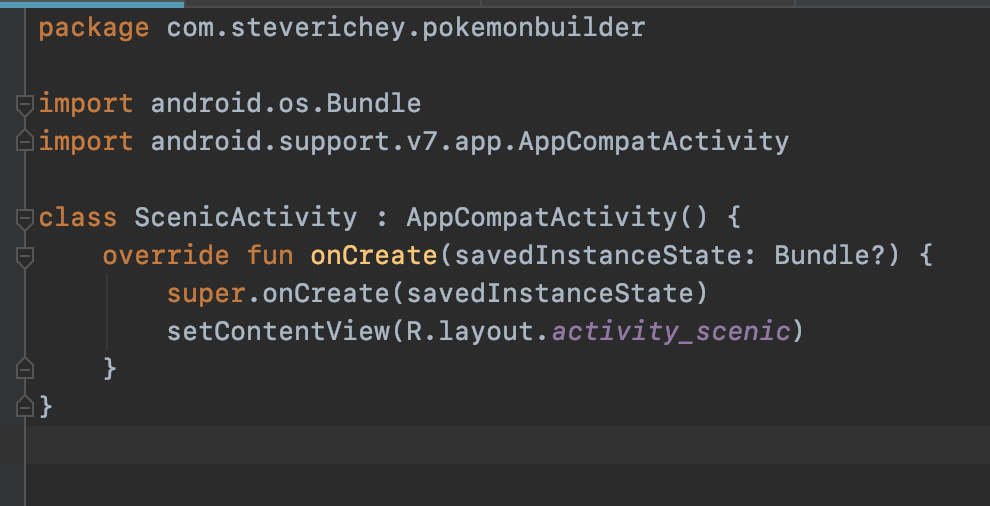 package com.steverichey.pokemonbuilder
import android.os.Bundle
import android.support.v7.app.AppCompatActivity
class ScenicActivity : AppCompatActivity() {
override fun onCreate(savedInstanceState: Bundle?) {
super.onCreate(savedInstanceState)
setContentView(R.layout.activity_scenic)
}
}